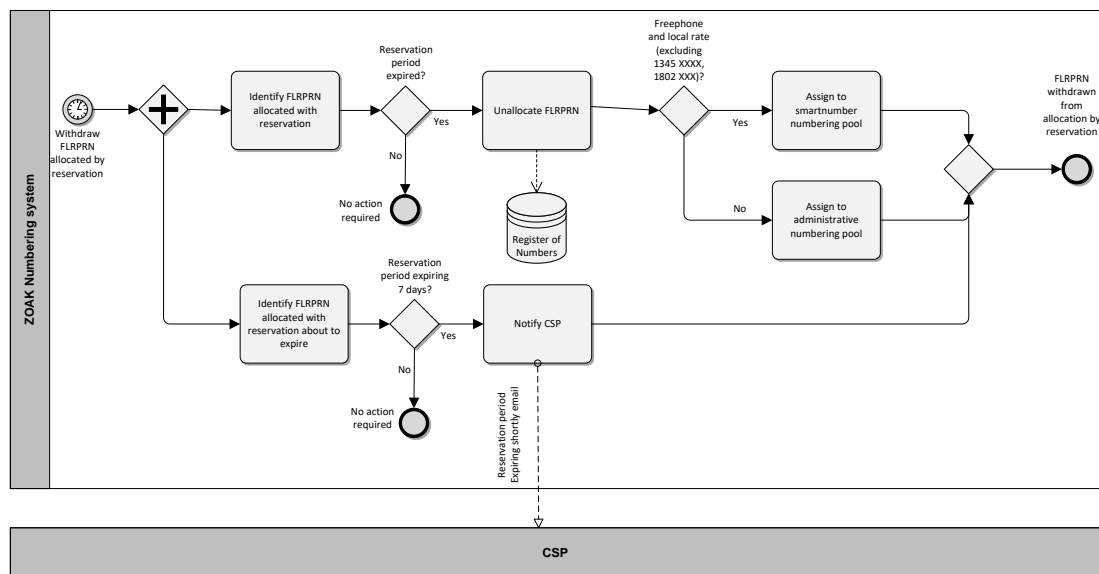 ZOAK Numbering system
Withdraw
FLRPRN
allocated by
reservation
Identify FLRPRN
allocated with
reservation
Reservation
period
expired?
Yes
No
No action
required
Unallocate FLRPRN
Register of
Numbers
Freephone
and local rate
(excluding
1345 XXXX,
1802 XXX)?
Yes
No
Assign to
smartnumber
numbering pool
Assign to
administrative
numbering pool
FLRPRN
withdrawn
from
allocation by
reservation
Identify FLRPRN
allocated with
reservation about to
expire
Reservation
period expiring
7 days?
Yes
No
No action
required
Notify CSP
Reservation period
Expiring shortly email
CSP